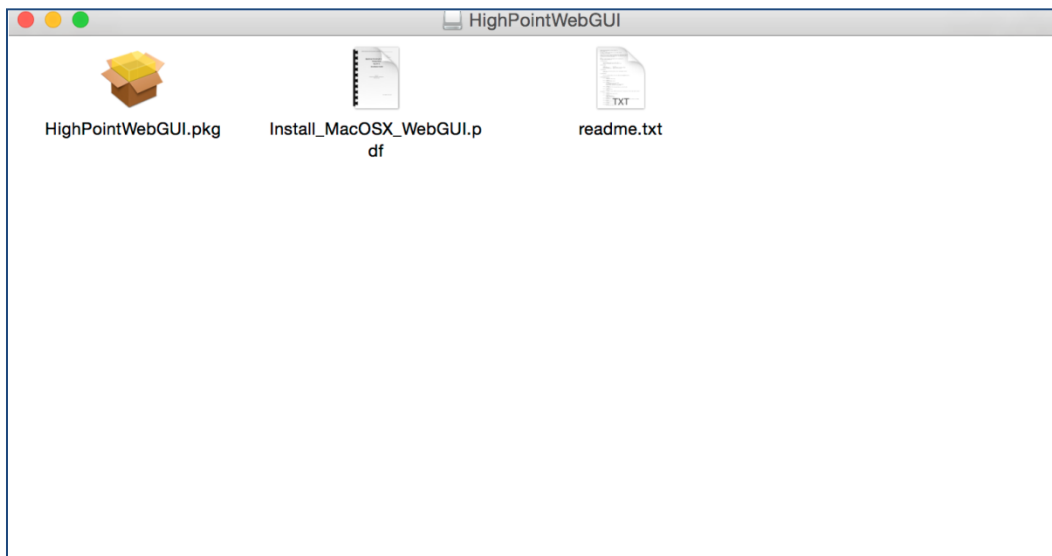 HighPointWebGUI
HighPointWebGUI.pkg
Install_MacOSX_WebGUI.p
df
TXT
readme.txt